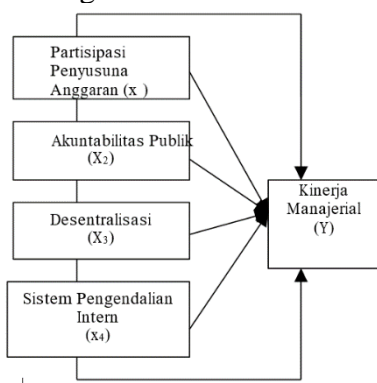 Partisipasi
Penyusuna
Anggaran (x )
Akuntabilitas Publik
(X₂)
Desentralisasi
(X₃)
Sistem Pengendalian
Intern
(x₄)
Kinerja
Manajerial
(Y)